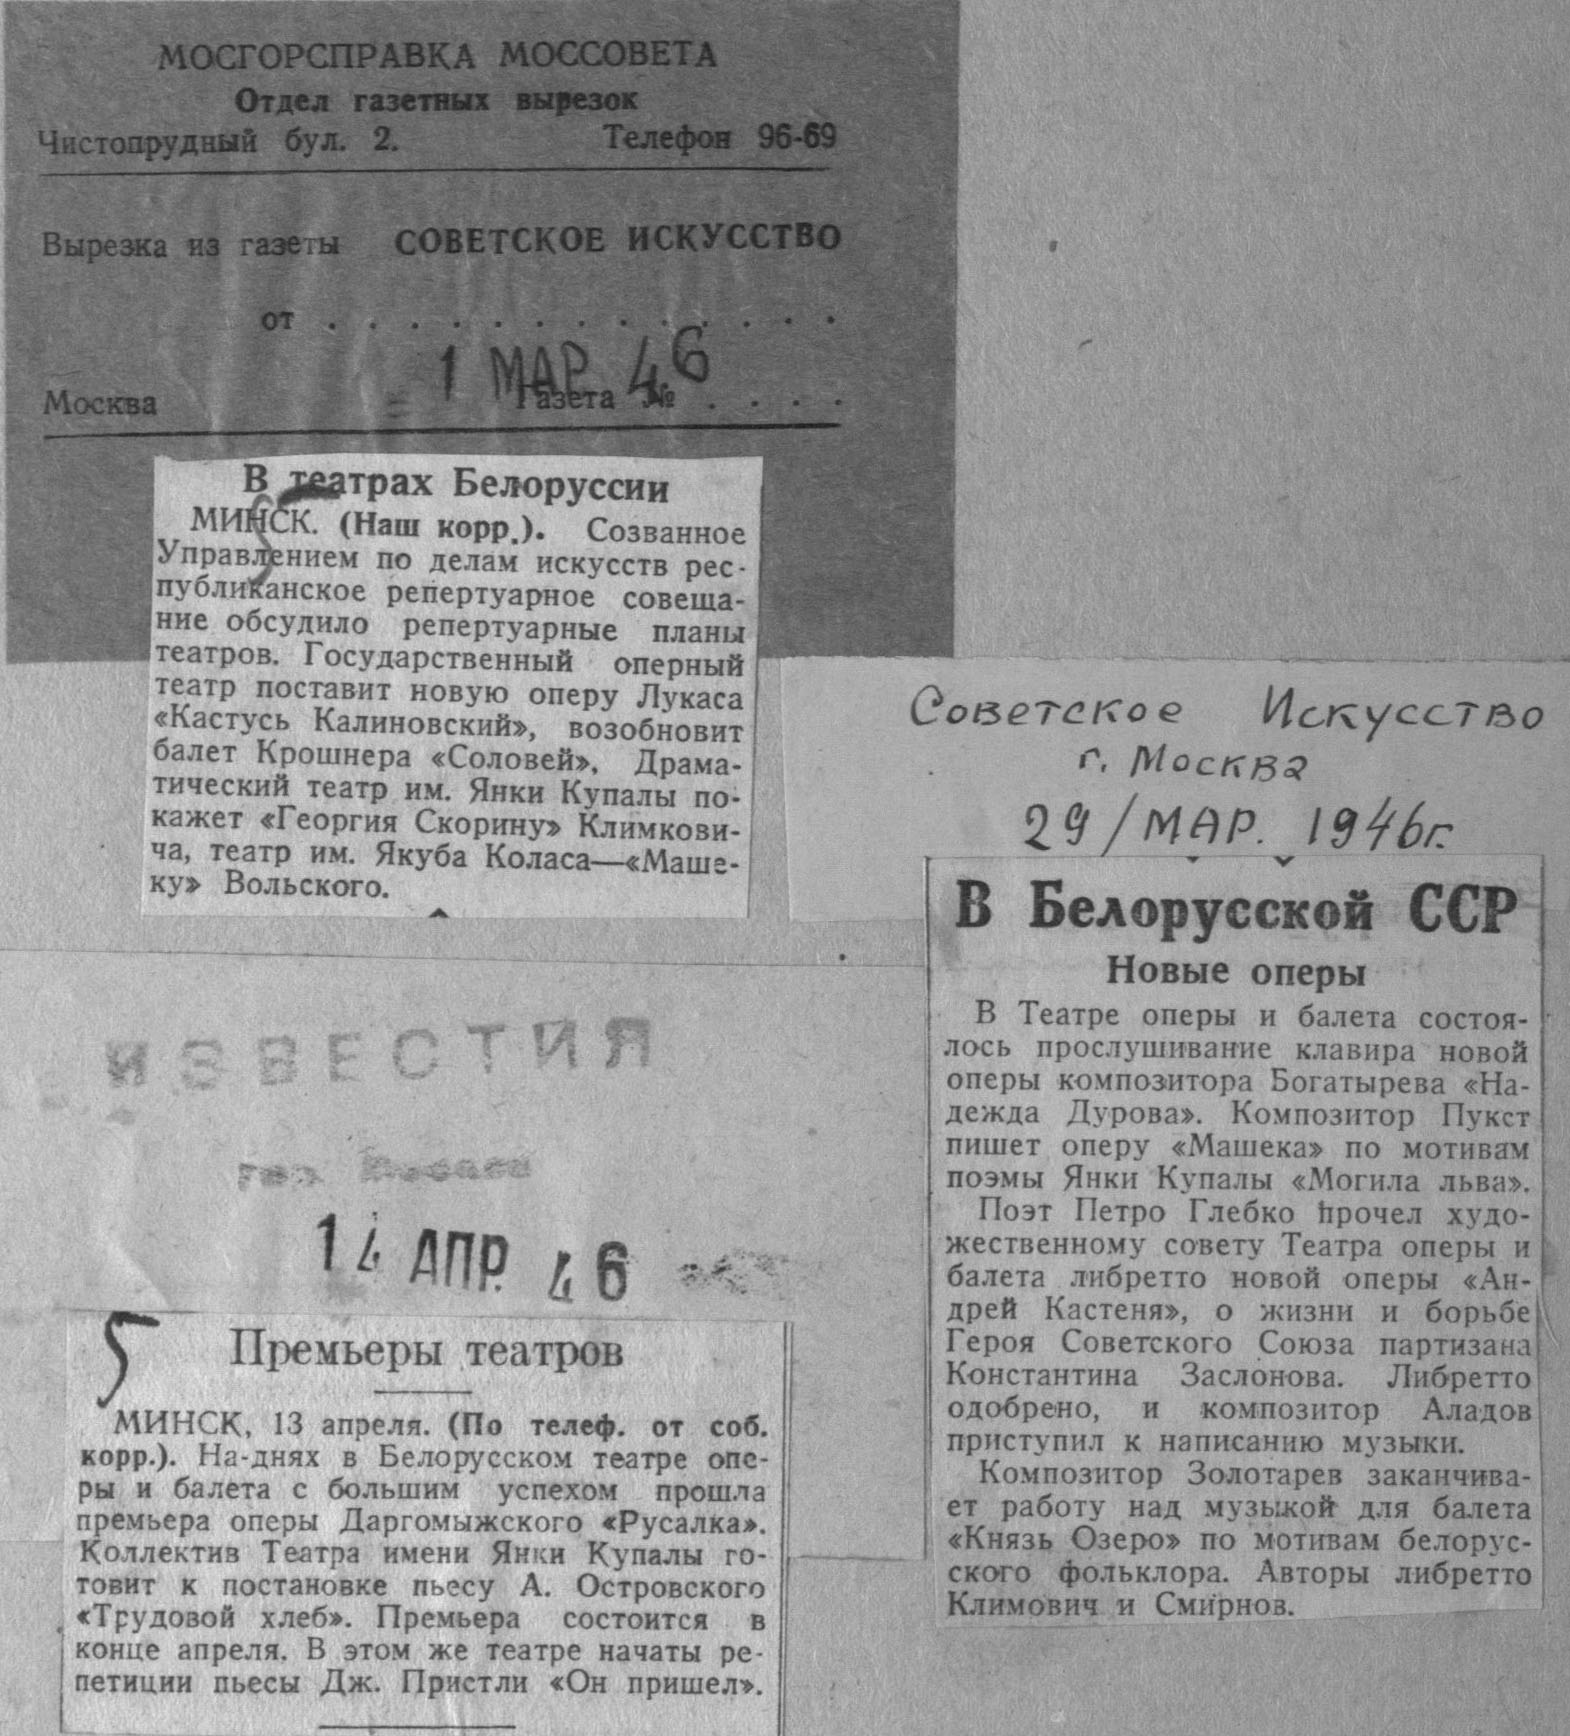 МОСГОРСПРАВКА МОССОВЕТА
Отдел газетных вырезок
Чистопрудный бул. 2. Телефон 96-69
Вырезка из газеты СОВЕТСКОЕ ИСКУССТВО
от . . . . . . . . . . . . . .
1 МАР. 46
Москва Газета № . . . .
В театрах Белоруссии
МИНСК. (Наш корр.). Созванное
Управлением по делам искусств рес-
публиканское репертуарное совеща-
ние обсудило репертуарные планы
театров. Государственный оперный
театр поставит новую оперу Лукаса
«Кастусь Калиновский», возобновит
балет Крошнера «Соловей». Драма-
тический театр им. Янки Купалы по-
кажет «Георгия Скорину» Климкови-
ча, театр им. Якуба Коласа—«Маше-
ку» Вольского.
Советское Искусство
г. Москва
29/МАР. 1946г.
В Белорусской ССР
Новые оперы
В Театре оперы и балета состоя-
лось прослушивание клавира новой
оперы композитора Богатырева «На-
дежда Дурова». Композитор Пукст
пишет оперу «Машека» по мотивам
поэмы Янки Купалы «Могила льва».
Поэт Петро Глебко прочел худо-
жественному совету Театра оперы и
балета либретто новой оперы «Ан-
дрей Кастеня», о жизни и борьбе
Героя Советского Союза партизана
Константина Заслонова. Либретто
одобрено, и композитор Аладов
приступил к написанию музыки.
Композитор Золотарев заканчива-
ет работу над музыкой для балета
«Князь Озеро» по мотивам белорус-
ского фольклора. Авторы либретто
Климович и Смирнов.
ИЗВЕСТИЯ
14 АПР. 46
5
Премьеры театров
МИНСК, 13 апреля. (По телеф. от соб.
корр.). На-днях в Белорусском театре опе-
ры и балета с большим успехом прошла
премьера оперы Даргомыжского «Русалка».
Коллектив Театра имени Янки Купалы го-
товит к постановке пьесу А. Островского
«Трудовой хлеб». Премьера состоится в
конце апреля. В этом же театре начаты ре-
петиции пьесы Дж. Пристли «Он пришел».